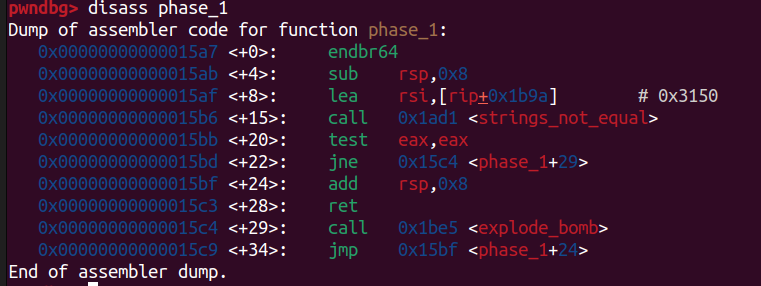 pwndbg> disass phase_1
Dump of assembler code for function phase_1:
0x00000000000015a7 <+0>: endbr64
0x00000000000015ab <+4>: sub rsp,0x8
0x00000000000015af <+8>: lea rsi,[rip+0x1b9a] # 0x3150
0x00000000000015b6 <+15>: call 0x1ad1 <strings_not_equal>
0x00000000000015bb <+20>: test eax,eax
0x00000000000015bd <+22>: jne 0x15c4 <phase_1+29>
0x00000000000015bf <+24>: add rsp,0x8
0x00000000000015c3 <+28>: ret
0x00000000000015c4 <+29>: call 0x1be5 <explode_bomb>
0x00000000000015c9 <+34>: jmp 0x15bf <phase_1+24>
End of assembler dump.